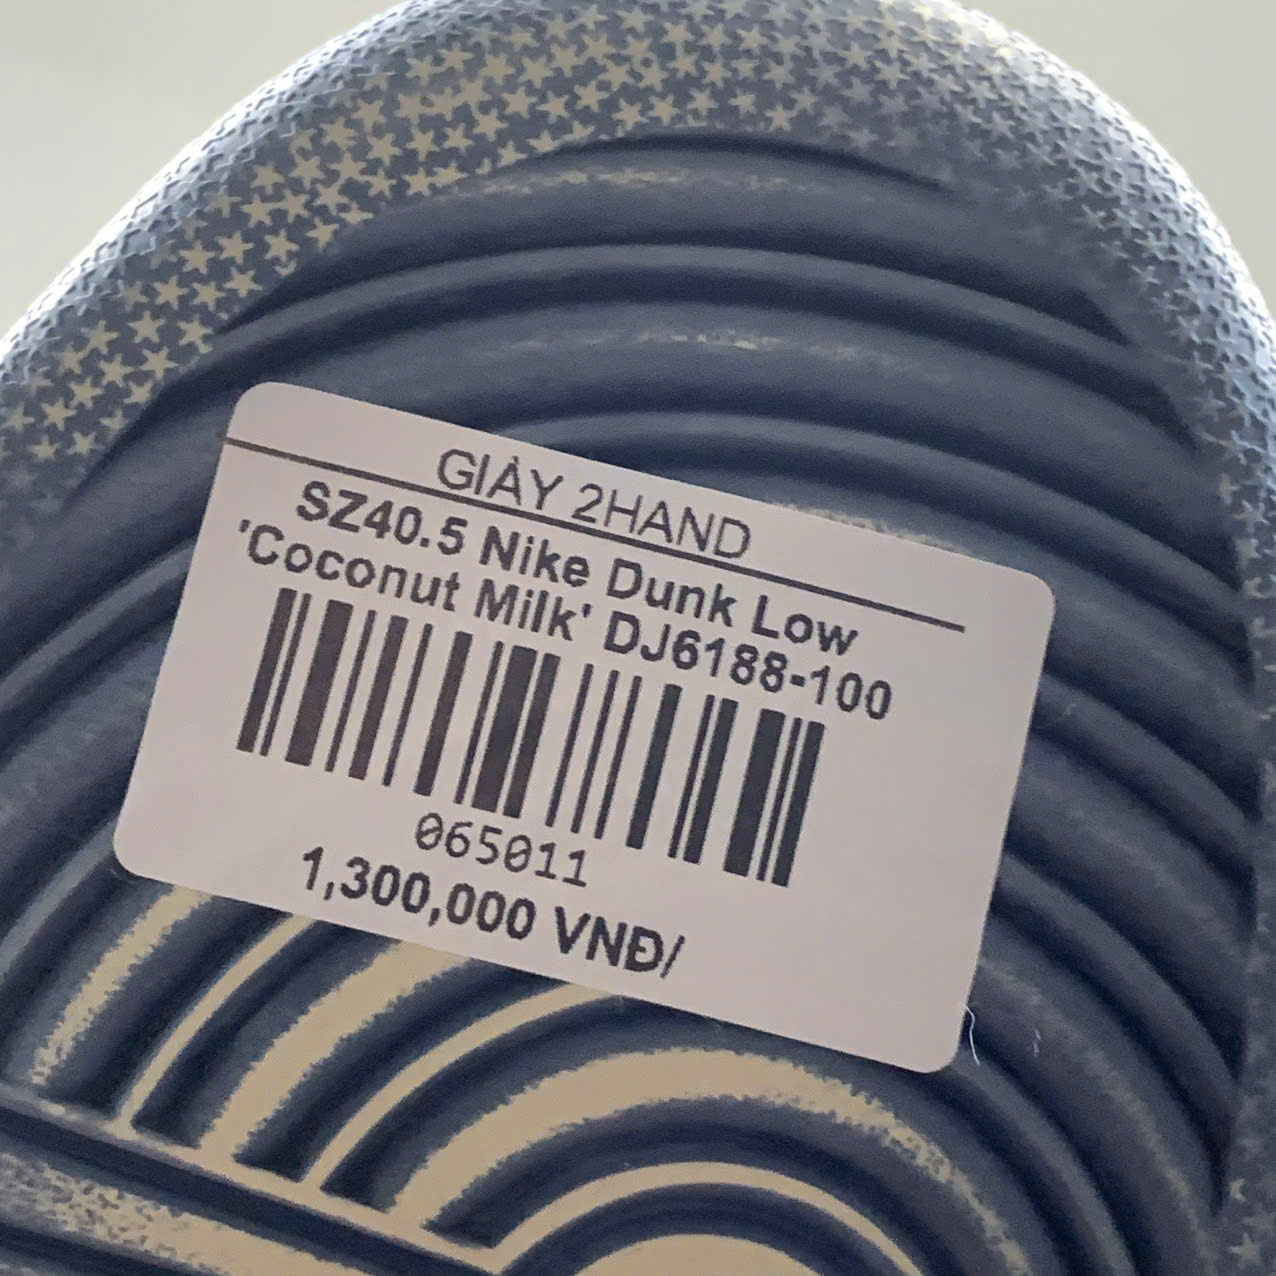 GIÀY 2HAND
SZ40.5 Nike Dunk Low
'Coconut Milk' DJ6188-100
065011
1,300,000 VNĐ/